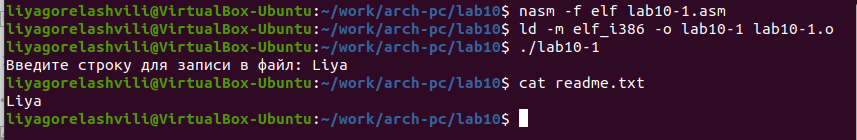 liyagorelashvili@VirtualBox-Ubuntu:~/work/arch-pc/lab10$ nasm -f elf lab10-1.asm
liyagorelashvili@VirtualBox-Ubuntu:~/work/arch-pc/lab10$ ld -m elf_i386 -o lab10-1 lab10-1.o
liyagorelashvili@VirtualBox-Ubuntu:~/work/arch-pc/lab10$ ./lab10-1
Введите строку для записи в файл: Liya
liyagorelashvili@VirtualBox-Ubuntu:~/work/arch-pc/lab10$ cat readme.txt
Liya
liyagorelashvili@VirtualBox-Ubuntu:~/work/arch-pc/lab10$